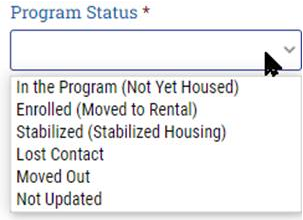 Program Status *
In the Program (Not Yet Housed)
Enrolled (Moved to Rental)
Stabilized (Stabilized Housing)
Lost Contact
Moved Out
Not Updated